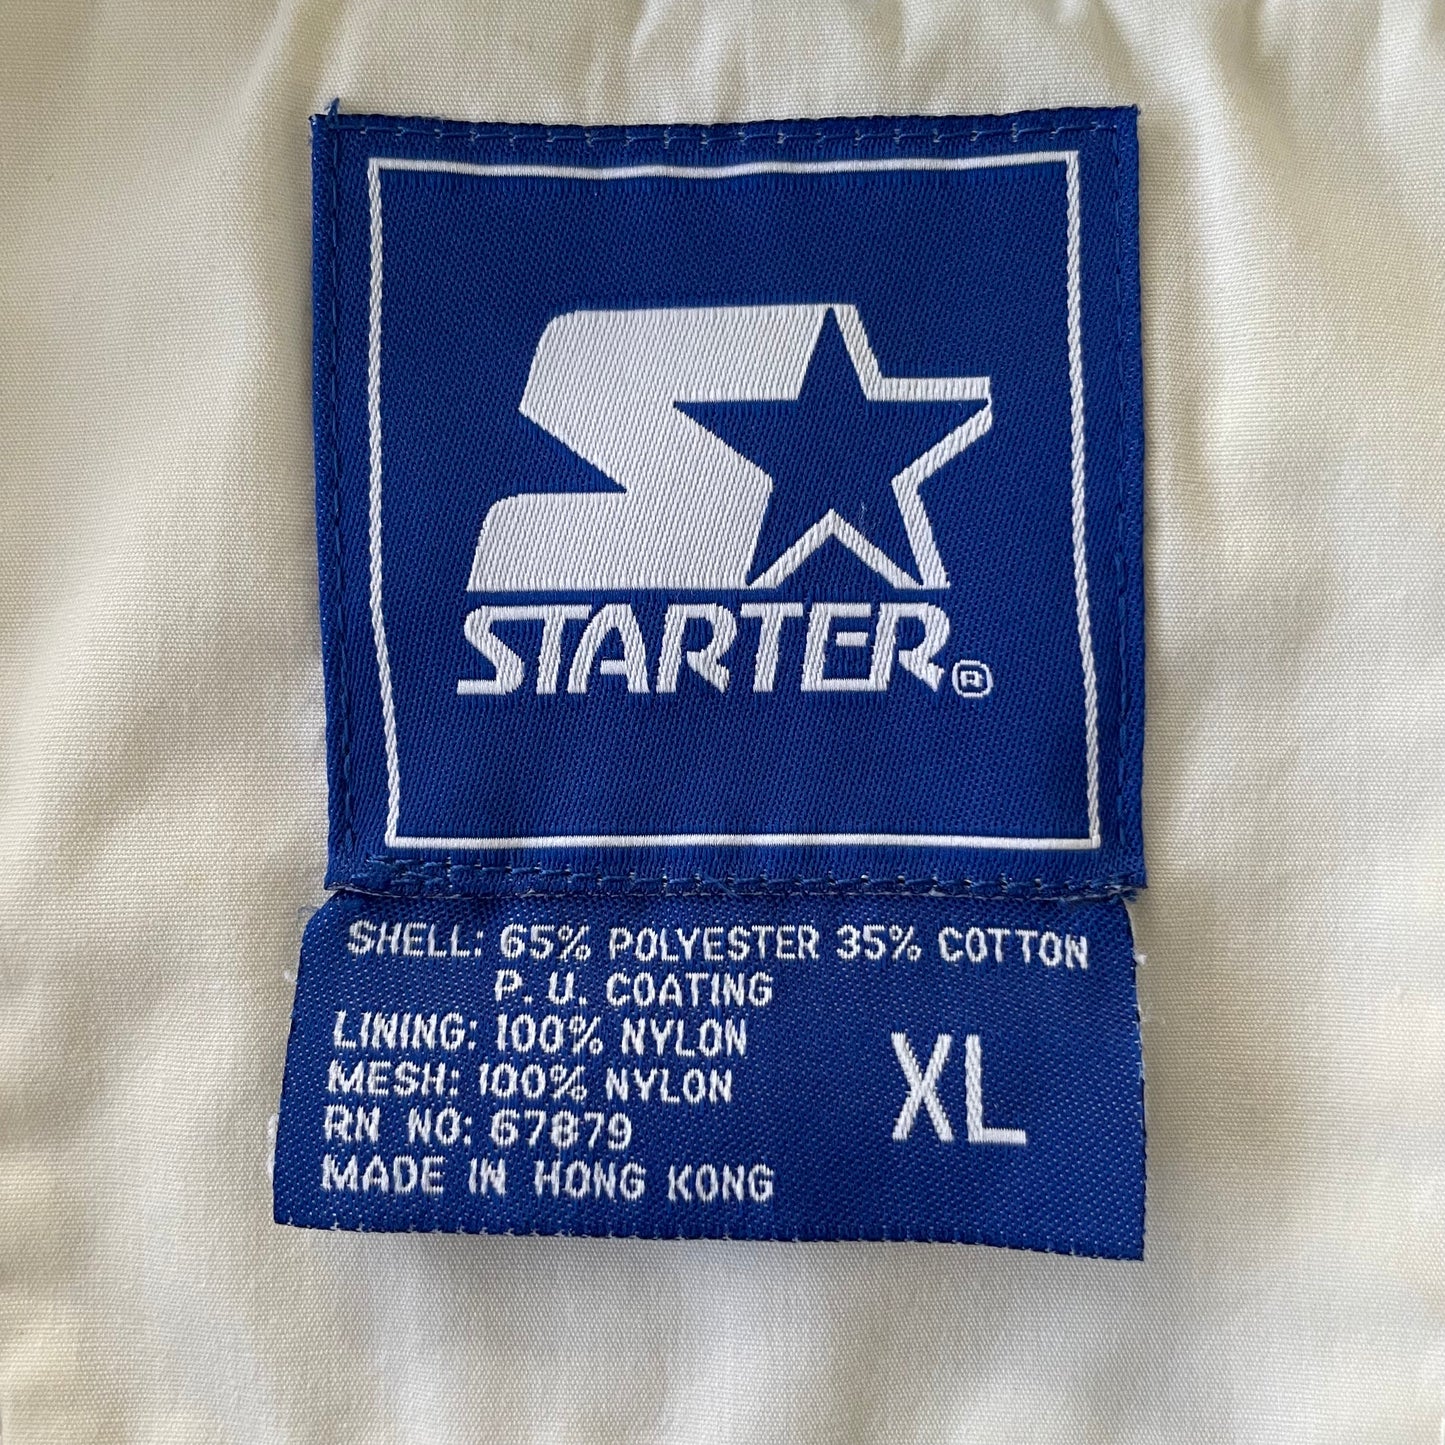 STARTER®
SHELL: 65% POLYESTER 35% COTTON
P. U. COATING
LINING: 100% NYLON
MESH: 100% NYLON
RN NO: 67879
MADE IN HONG KONG
XL